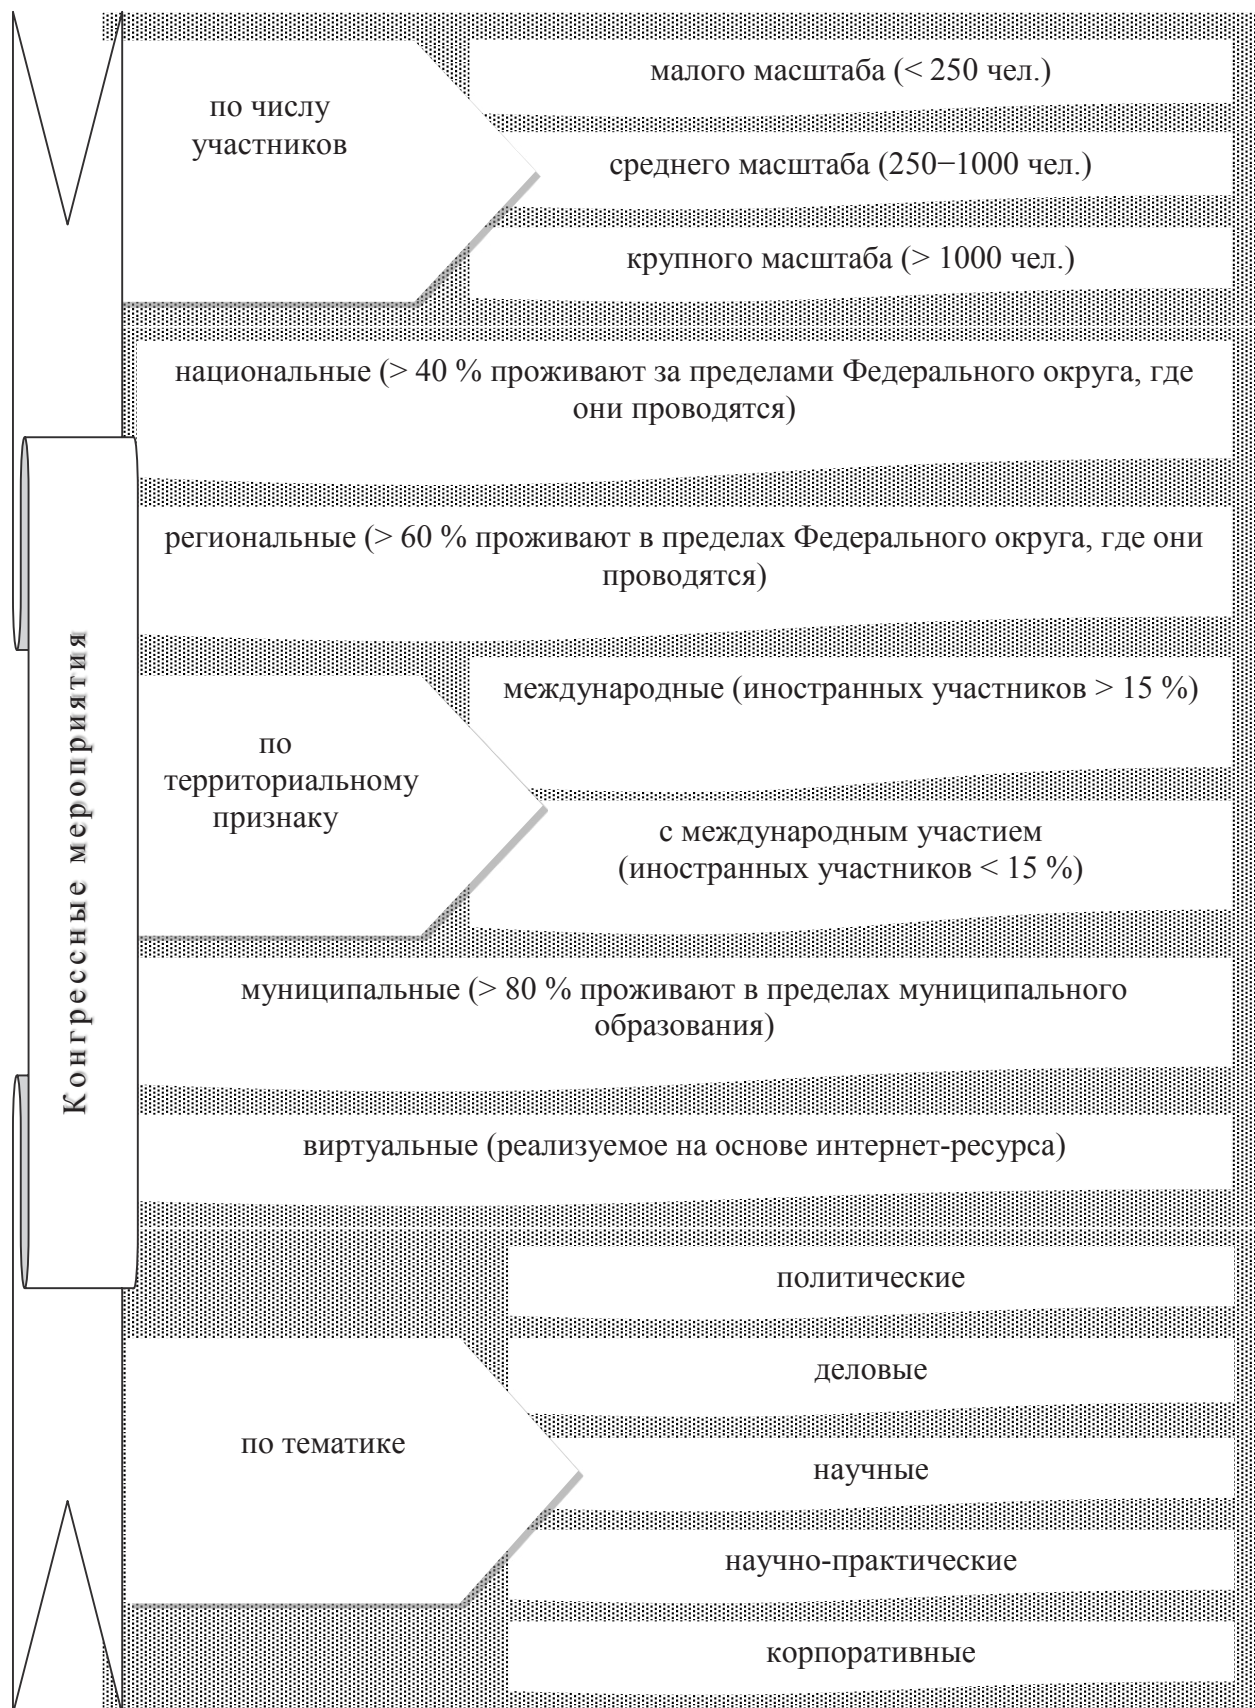 Конгрессные мероприятия
по числу
участников
малого масштаба (< 250 чел.)
среднего масштаба (250−1000 чел.)
крупного масштаба (> 1000 чел.)
национальные (> 40 % проживают за пределами Федерального округа, где
они проводятся)
региональные (> 60 % проживают в пределах Федерального округа, где они
проводятся)
по
территориальному
признаку
международные (иностранных участников > 15 %)
с международным участием
(иностранных участников < 15 %)
муниципальные (> 80 % проживают в пределах муниципального
образования)
виртуальные (реализуемое на основе интернет-ресурса)
по тематике
политические
деловые
научные
научно-практические
корпоративные